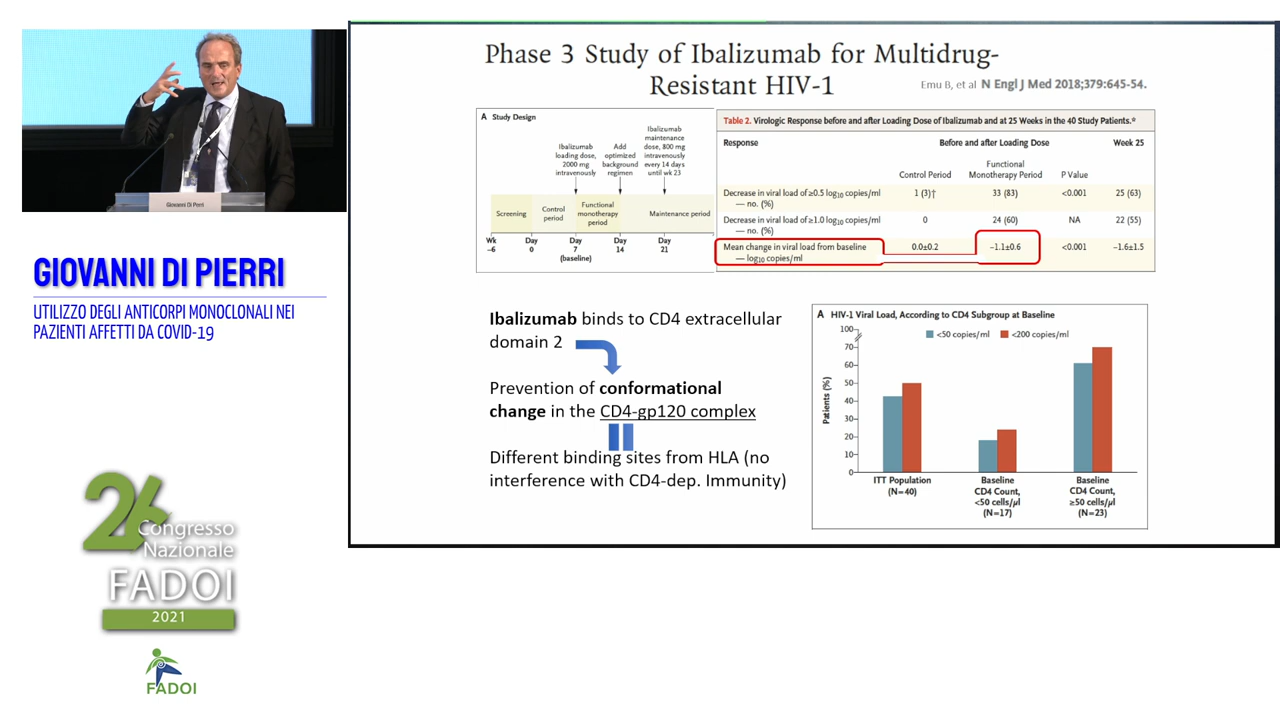 Phase 3 Study of Ibalizumab for Multidrug-
Resistant HIV-1
Emu B, et al N Engl J Med 2018;379:645-54.
A Study Design
Ibalizumab
loading dose,
2000 mg
intravenously
Add
optimized
background
regimen
Ibalizumab
maintenance
dose, 800 mg
intravenously
every 14 days
until wk 23
Screening
Control
period
Functional
monotherapy
period
Maintenance period
Wk
−6
Day
0
Day
7
(baseline)
Day
14
Day
21
Table 2. Virologic Response before and after Loading Dose of Ibalizumab and at 25 Weeks in the 40 Study Patients.*
Response Before and after Loading Dose Week 25
Control Period Functional Monotherapy Period P Value
Decrease in viral load of ≥0.5 log10 copies/ml — no. (%) 1 (3)† 33 (83) <0.001 25 (63)
Decrease in viral load of ≥1.0 log10 copies/ml — no. (%) 0 24 (60) NA 22 (55)
Mean change in viral load from baseline — log10 copies/ml 0.0±0.2 −1.1±0.6 <0.001 −1.6±1.5
Giovanni Di Perri
GIOVANNI DI PIERRI
UTILIZZO DEGLI ANTICORPI MONOCLONALI NEI
PAZIENTI AFFETTI DA COVID-19
Ibalizumab binds to CD4 extracellular
domain 2
Prevention of conformational
change in the CD4-gp120 complex
Different binding sites from HLA (no
interference with CD4-dep. Immunity)
A HIV-1 Viral Load, According to CD4 Subgroup at Baseline
<50 copies/ml <200 copies/ml
Patients (%)
100
70
60
50
40
30
20
10
0
ITT Population
(N=40)
Baseline
CD4 Count,
<50 cells/μl
(N=17)
Baseline
CD4 Count,
≥50 cells/μl
(N=23)
26
Congresso
Nazionale
FADOI
2021
FADOI